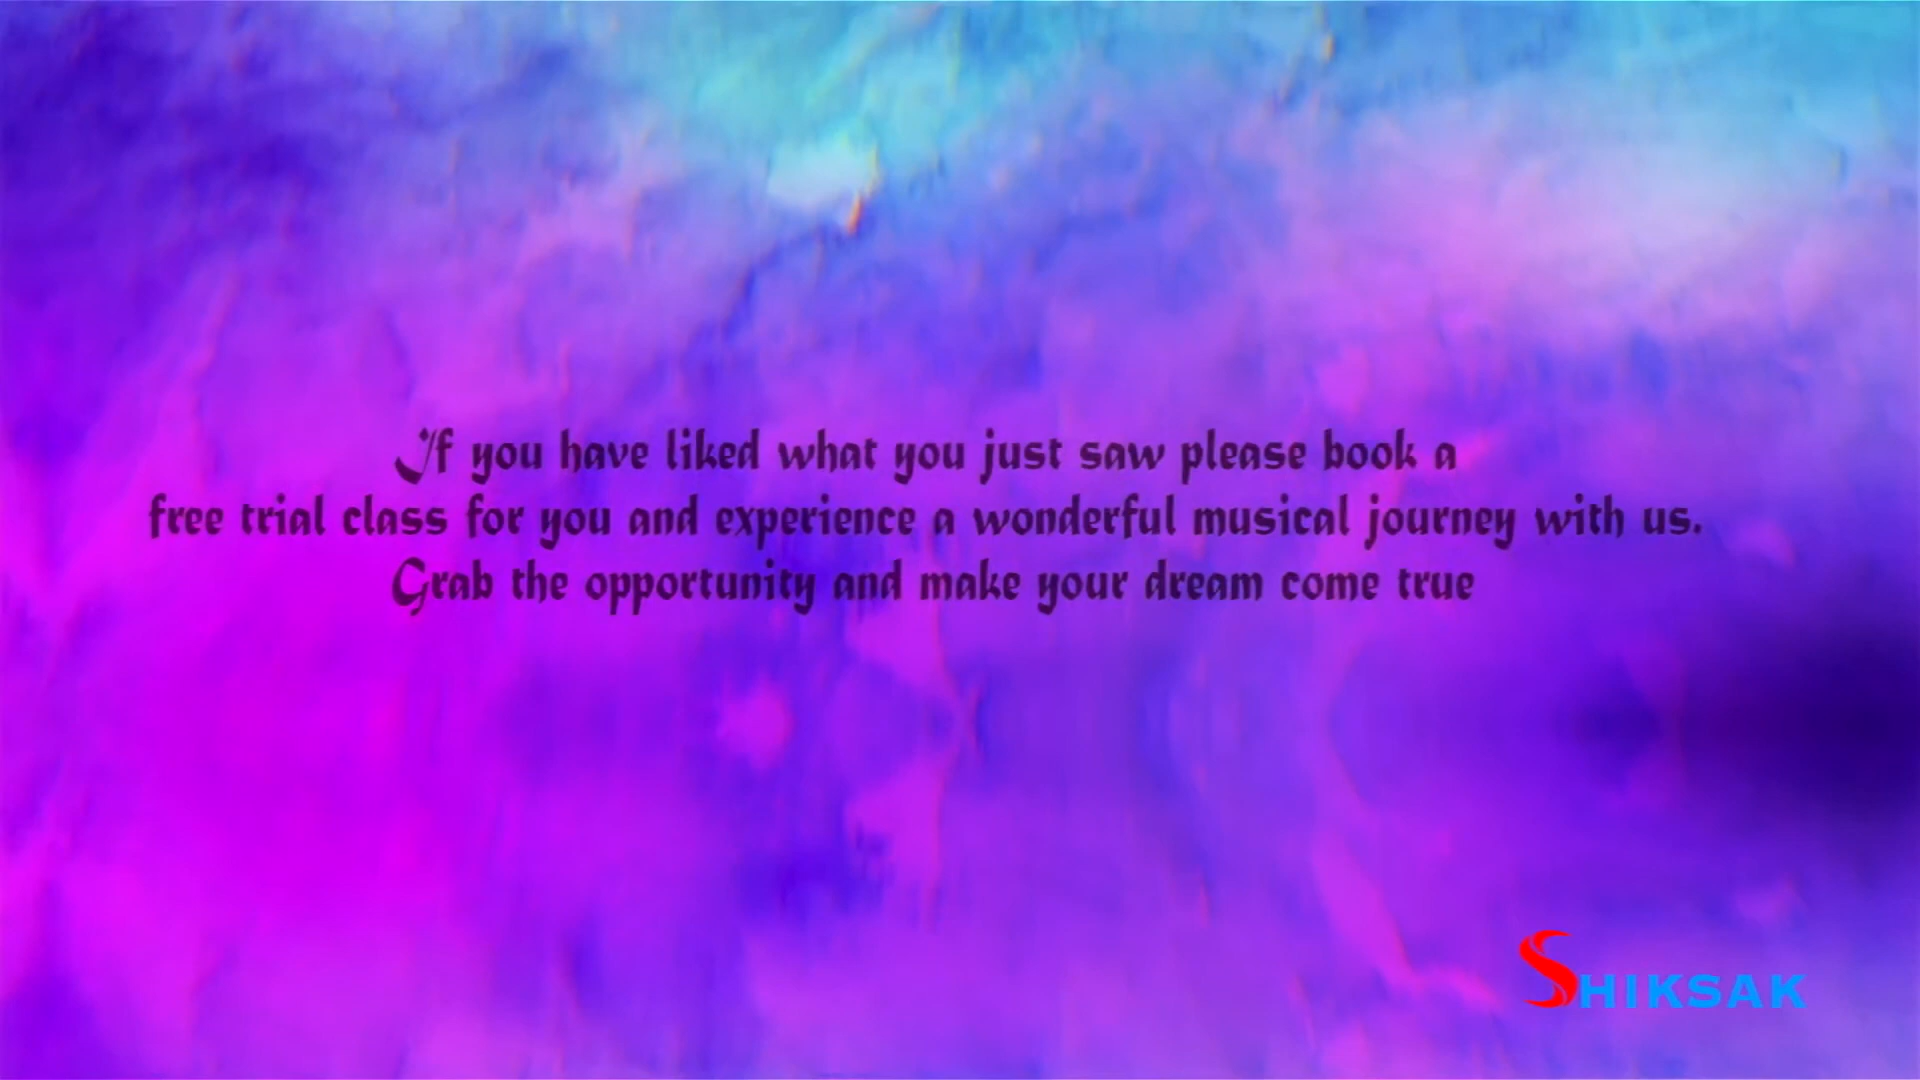 If you have liked what you just saw please book a
free trial class for you and experience a wonderful musical journey with us.
Grab the opportunity and make your dream come true
SHIKSAK